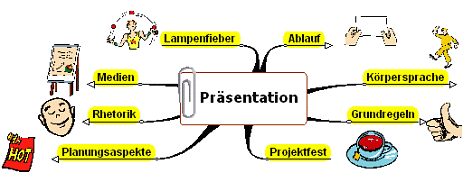 Lampenfieber
Ablauf
Medien
Körpersprache
Präsentation
Rhetorik
Grundregeln
Planungsaspekte
Projektfest
HOT